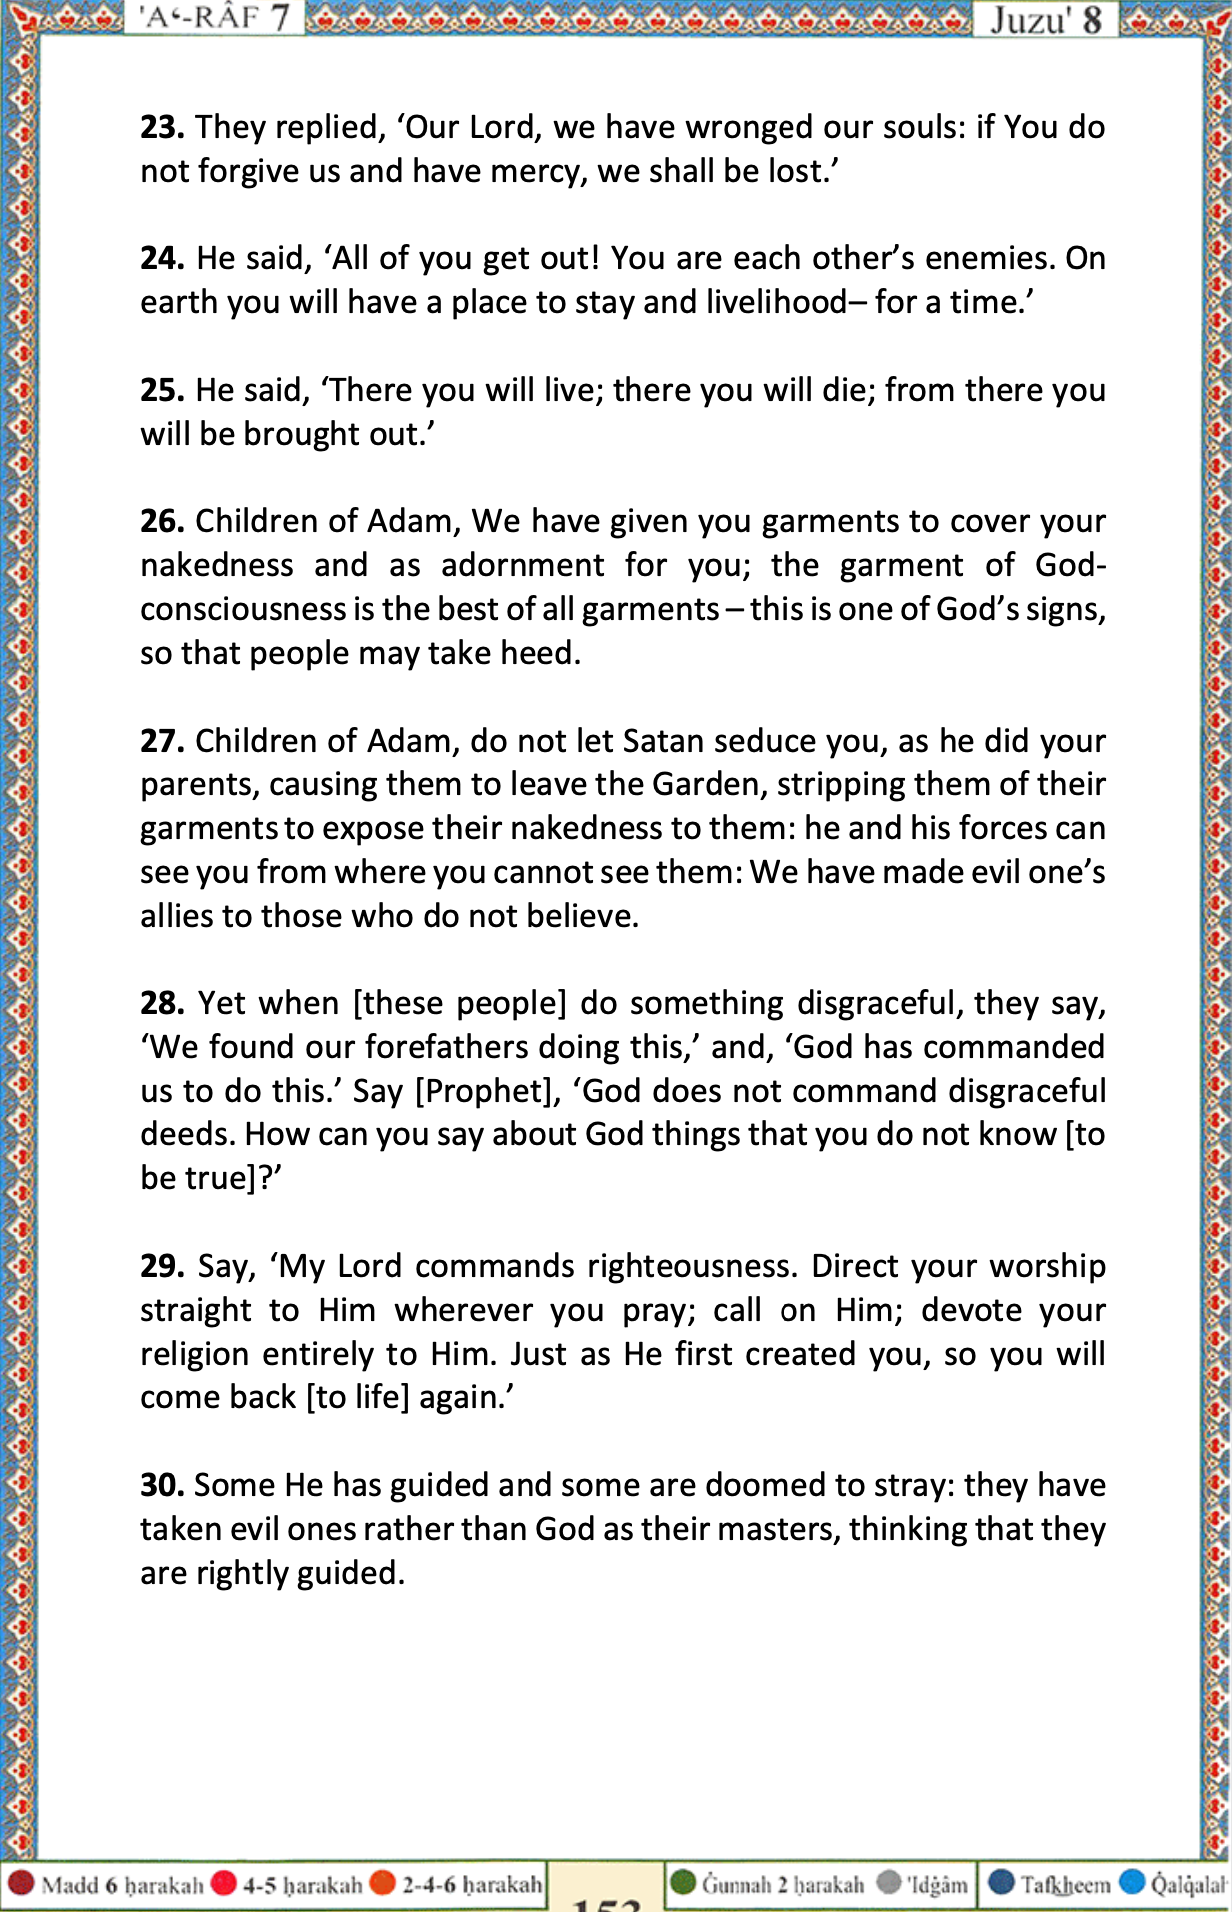 'A‘-RÂF 7
Juzu' 8
23. They replied, ‘Our Lord, we have wronged our souls: if You do
not forgive us and have mercy, we shall be lost.’
24. He said, ‘All of you get out! You are each other’s enemies. On
earth you will have a place to stay and livelihood– for a time.’
25. He said, ‘There you will live; there you will die; from there you
will be brought out.’
26. Children of Adam, We have given you garments to cover your
nakedness and as adornment for you; the garment of God-
consciousness is the best of all garments – this is one of God’s signs,
so that people may take heed.
27. Children of Adam, do not let Satan seduce you, as he did your
parents, causing them to leave the Garden, stripping them of their
garments to expose their nakedness to them: he and his forces can
see you from where you cannot see them: We have made evil one’s
allies to those who do not believe.
28. Yet when [these people] do something disgraceful, they say,
‘We found our forefathers doing this,’ and, ‘God has commanded
us to do this.’ Say [Prophet], ‘God does not command disgraceful
deeds. How can you say about God things that you do not know [to
be true]?’
29. Say, ‘My Lord commands righteousness. Direct your worship
straight to Him wherever you pray; call on Him; devote your
religion entirely to Him. Just as He first created you, so you will
come back [to life] again.’
30. Some He has guided and some are doomed to stray: they have
taken evil ones rather than God as their masters, thinking that they
are rightly guided.
Madd 6 ḥarakah 4-5 ḥarakah 2-4-6 ḥarakah
Ġunnah 2 ḥarakah 'Idġâm Tafkheem